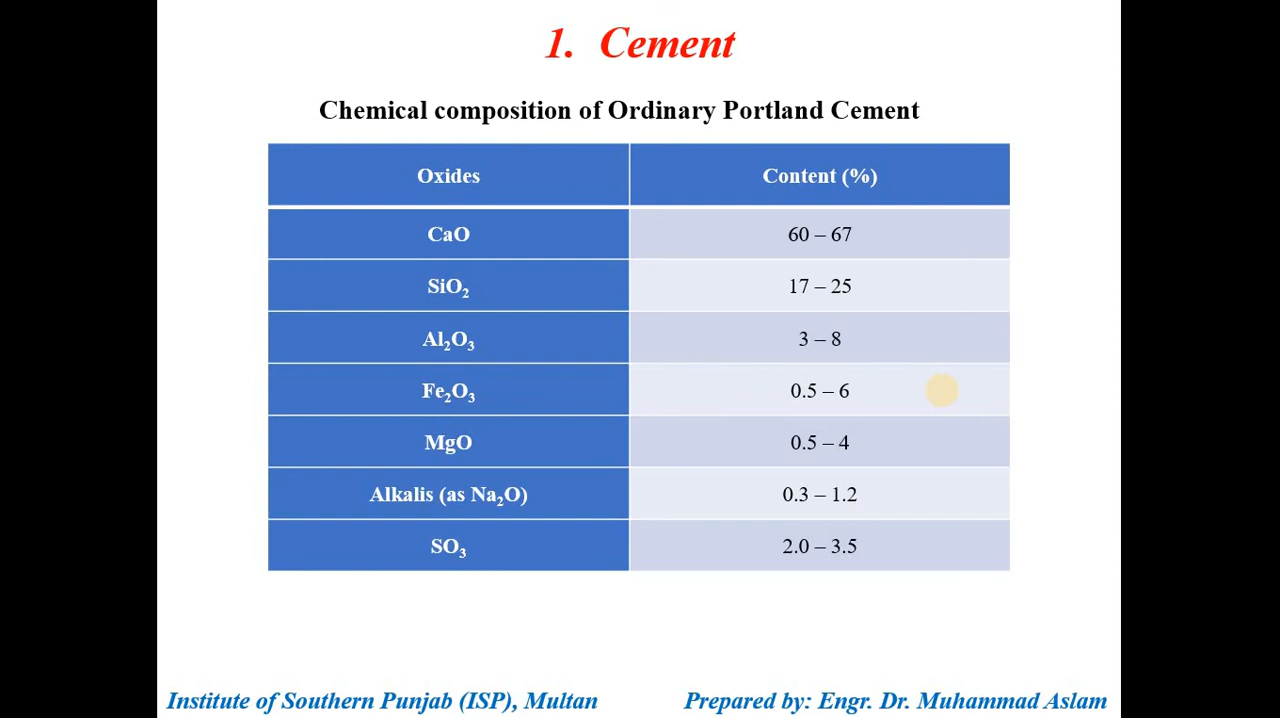 1. Cement
Chemical composition of Ordinary Portland Cement
Oxides Content (%)
CaO 60 – 67
SiO₂ 17 – 25
Al₂O₃ 3 – 8
Fe₂O₃ 0.5 – 6
MgO 0.5 – 4
Alkalis (as Na₂O) 0.3 – 1.2
SO₃ 2.0 – 3.5
Institute of Southern Punjab (ISP), Multan Prepared by: Engr. Dr. Muhammad Aslam